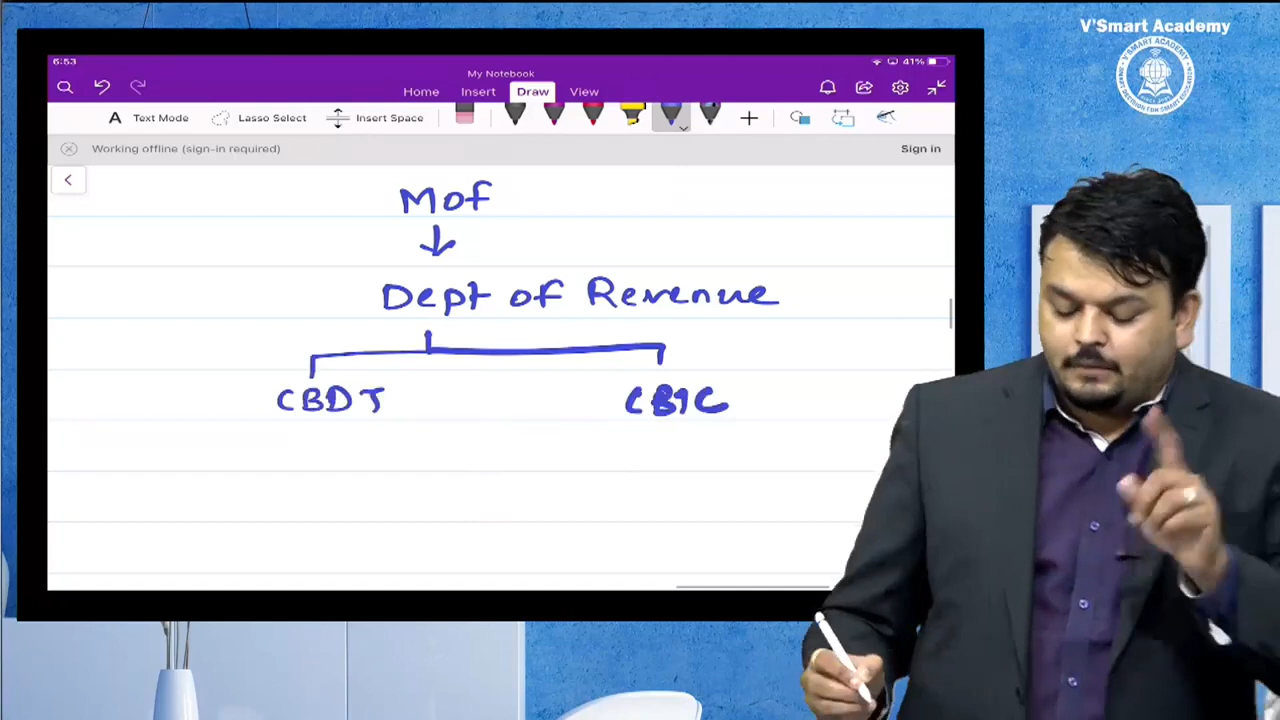 V'Smart Academy
6:53
41%
My Notebook
Home Insert Draw View
Text Mode Lasso Select Insert Space
Working offline (sign-in required) Sign in
Mof
Dept of Revenue
CBDT CBIC